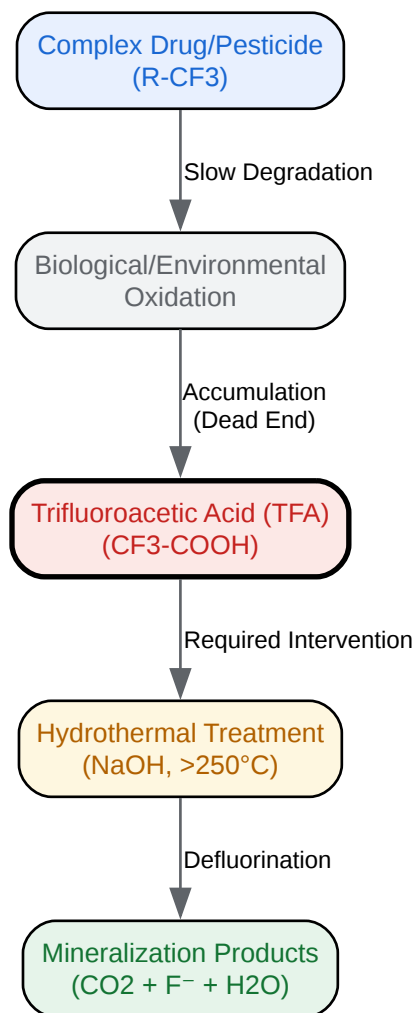 Complex Drug/Pesticide
(R-CF3)
Slow Degradation
Biological/Environmental
Oxidation
Accumulation
(Dead End)
Trifluoroacetic Acid (TFA)
(CF3-COOH)
Required Intervention
Hydrothermal Treatment
(NaOH, >250°C)
Defluorination
Mineralization Products
(CO2 + F⁻ + H2O)